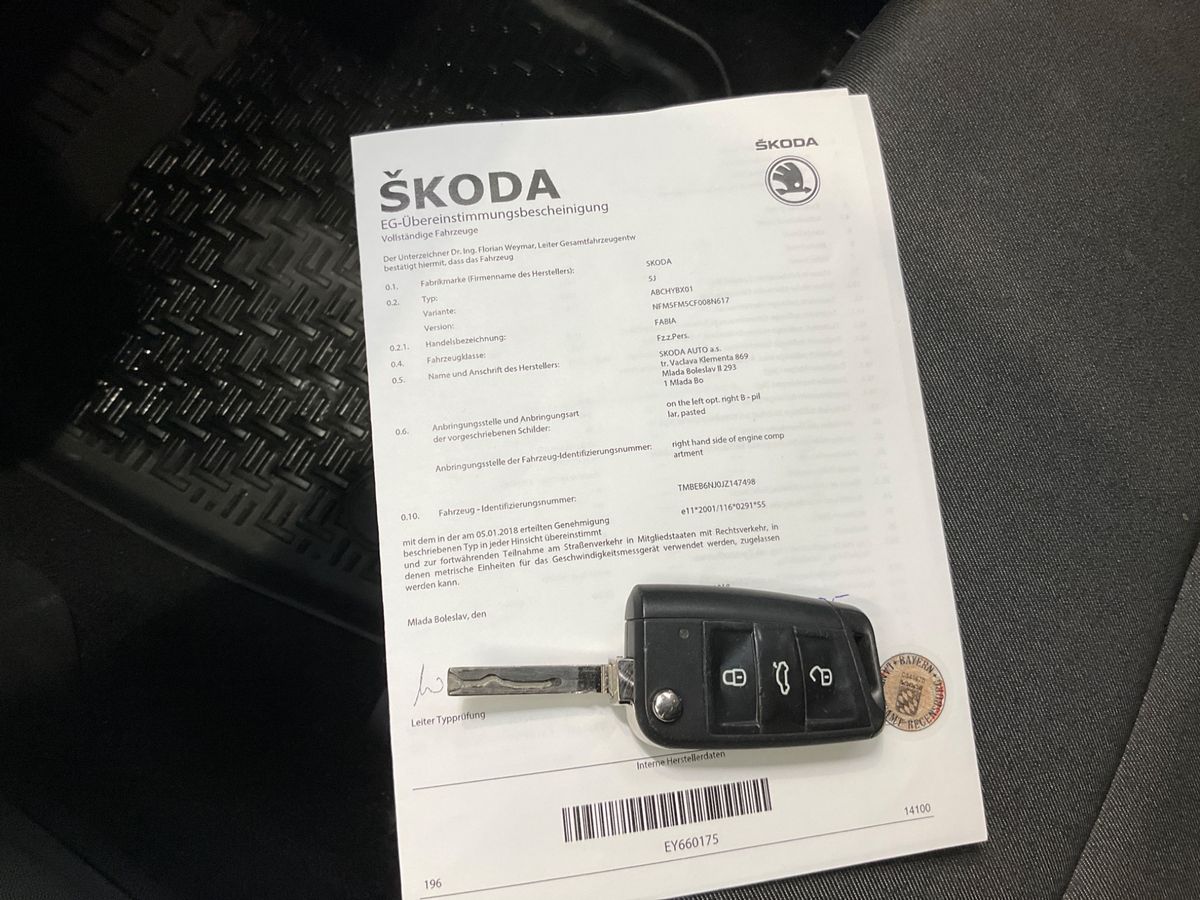 ŠKODA
ŠKODA
EG-Übereinstimmungsbescheinigung
Vollständige Fahrzeuge
Der Unterzeichner Dr. Ing. Florian Weymar, Leiter Gesamtfahrzeugentw
bestätigt hiermit, dass das Fahrzeug
0.1. Fabrikmarke (Firmenname des Herstellers): SKODA
0.2. Typ: 5J
Variante: ABCHYBX01
Version: NFM5FM5CF008N617
0.2.1. Handelsbezeichnung: FABIA
0.4. Fahrzeugklasse: Fz.z.Pers.
0.5. Name und Anschrift des Herstellers: SKODA AUTO a.s.
tr. Vaclava Klementa 869
Mlada Boleslav II 293
1 Mlada Bo
0.6. Anbringungsstelle und Anbringungsart on the left opt. right B - pil
der vorgeschriebenen Schilder: lar, pasted
Anbringungsstelle der Fahrzeug-Identifizierungsnummer: right hand side of engine comp
artment
0.10. Fahrzeug - Identifizierungsnummer: TMBEB6NJ0JZ147498
e11*2001/116*0291*55
mit dem in der am 05.01.2018 erteilten Genehmigung
beschriebenen Typ in jeder Hinsicht übereinstimmt
und zur fortwährenden Teilnahme am Straßenverkehr in Mitgliedstaaten mit Rechtsverkehr, in
denen metrische Einheiten für das Geschwindigkeitsmessgerät verwendet werden, zugelassen
werden kann.
Mlada Boleslav, den
Leiter Typprüfung
BAYERN
Interne Herstellerdaten
EY660175
14100
196